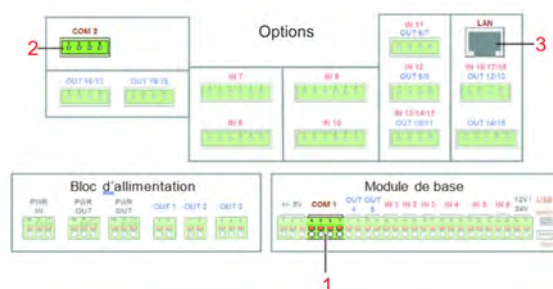 COM 2
Options
IN 11
OUT 6/7
LAN
2
3
OUT 16/17
OUT 18/19
IN 7
IN 9
IN 12
OUT 8/9
IN 16/17/18
OUT 12/13
IN 8
IN 10
IN 13/14/15
OUT 10/11
OUT 14/15
Bloc d'allimentation
PWR IN
PWR OUT
PWR OUT
OUT 1
OUT 2
OUT 3
Module de base
+/- 5V
COM 1
OUT 4
OUT 5
IN 1
IN 2
IN 3
IN 4
IN 5
IN 6
12V/ 24V
USB
1